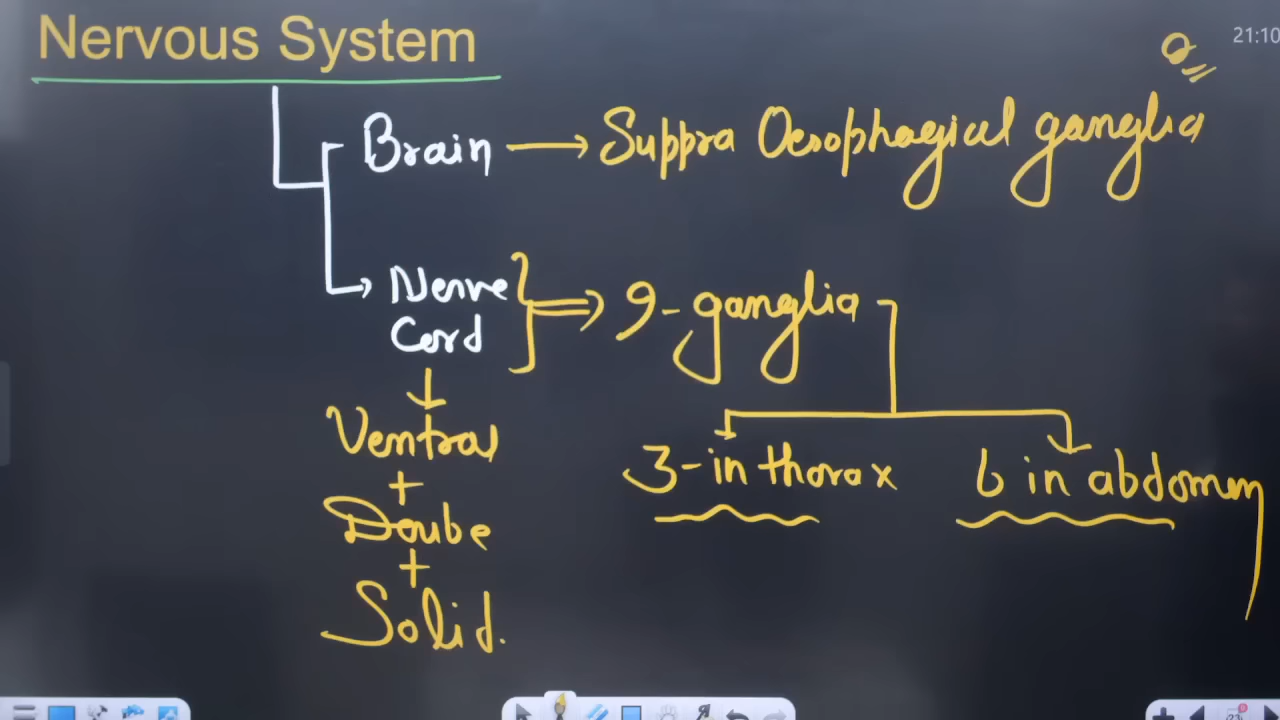 Nervous System
21:10
Q
Brain → Suppra Oesophagial ganglia
Nerve
Cord
⇒ 9-ganglia
3-in thorax
6 in abdomen
↓
Ventral
+
Doube
+
Solid.